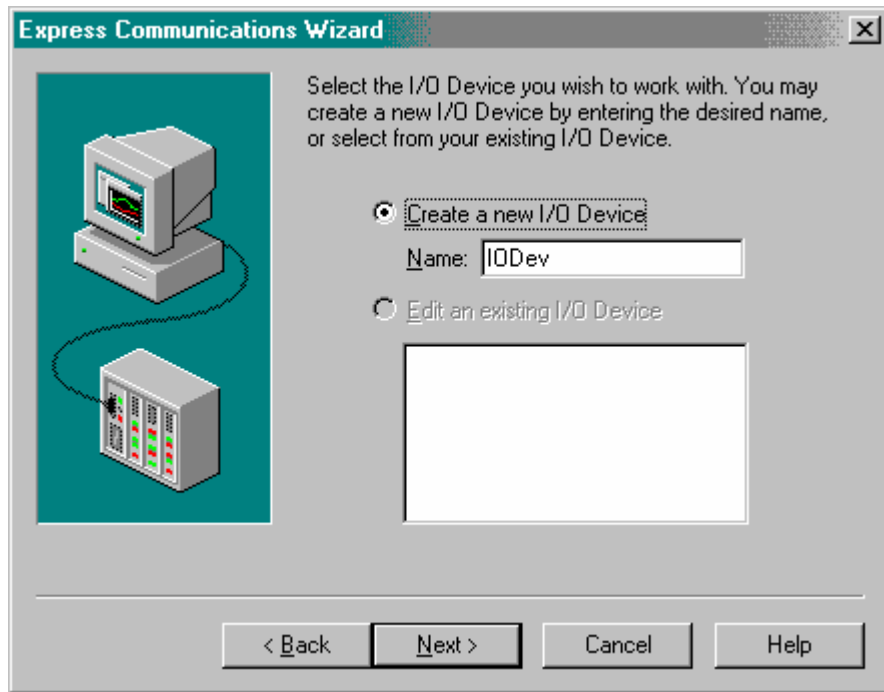 Express Communications Wizard
Select the I/O Device you wish to work with. You may
create a new I/O Device by entering the desired name,
or select from your existing I/O Device.
Create a new I/O Device
Name: IODev
Edit an existing I/O Device
< Back Next > Cancel Help